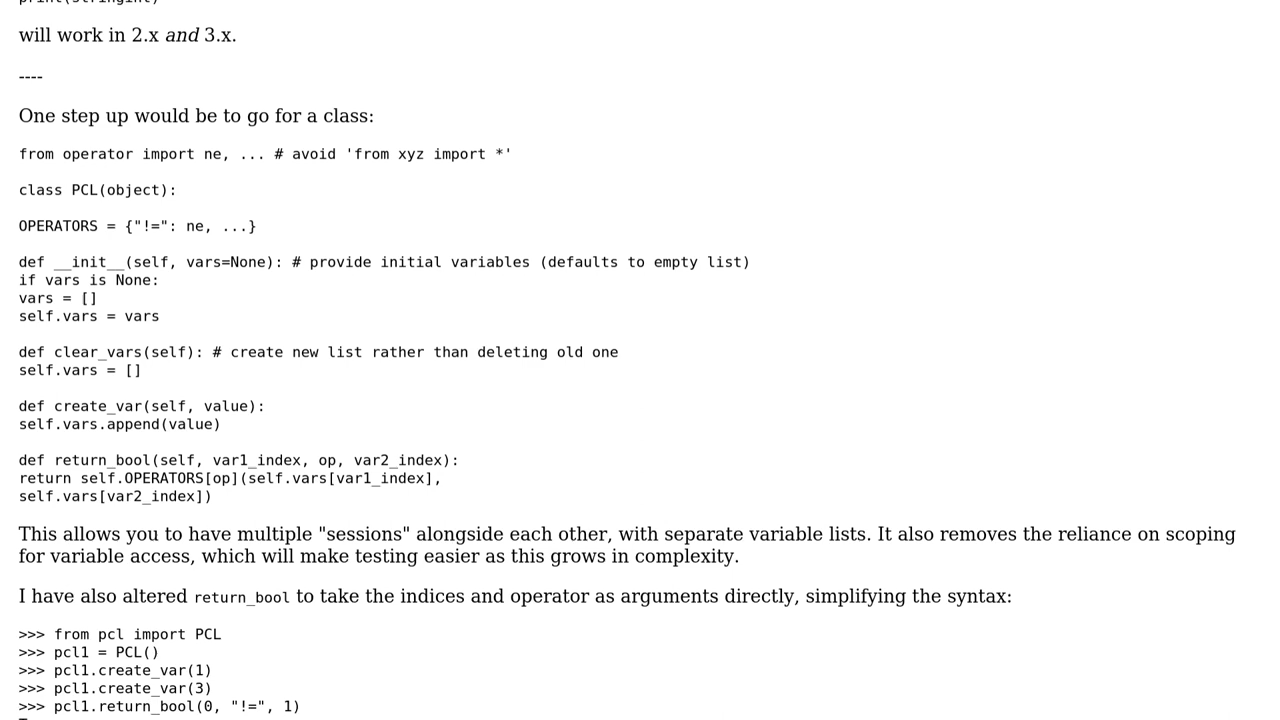 will work in 2.x and 3.x.
----
One step up would be to go for a class:
from operator import ne, ... # avoid 'from xyz import *'
class PCL(object):
OPERATORS = {"!=": ne, ...}
def __init__(self, vars=None): # provide initial variables (defaults to empty list)
if vars is None:
vars = []
self.vars = vars
def clear_vars(self): # create new list rather than deleting old one
self.vars = []
def create_var(self, value):
self.vars.append(value)
def return_bool(self, var1_index, op, var2_index):
return self.OPERATORS[op](self.vars[var1_index],
self.vars[var2_index])
This allows you to have multiple "sessions" alongside each other, with separate variable lists. It also removes the reliance on scoping
for variable access, which will make testing easier as this grows in complexity.
I have also altered return_bool to take the indices and operator as arguments directly, simplifying the syntax:
>>> from pcl import PCL
>>> pcl1 = PCL()
>>> pcl1.create_var(1)
>>> pcl1.create_var(3)
>>> pcl1.return_bool(0, "!=", 1)